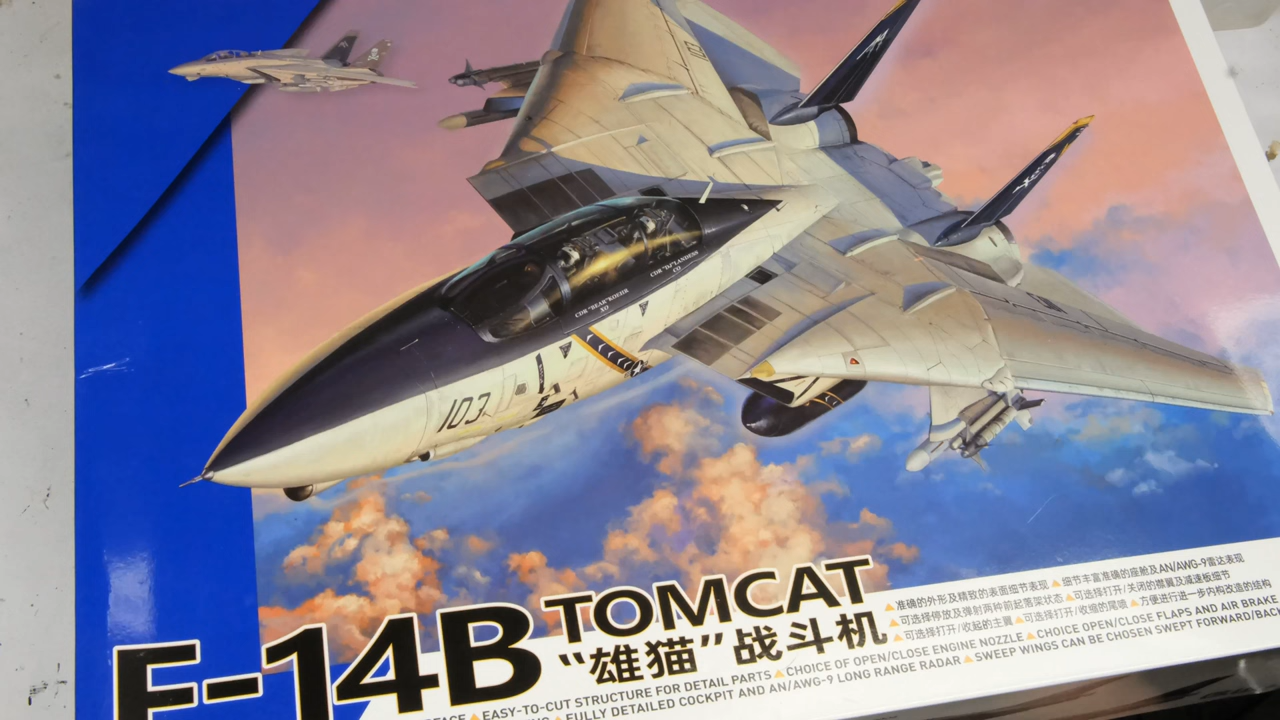 103
CDR "BEAR" KOEHR
XO
CDR "DJ" LANDESS
CO
103
F-14B TOMCAT
“雄猫”战斗机
▲准确的外形及精致的表面细节表现 ▲细节丰富准确的座舱及AN/AWG-9雷达表现
▲可选择停放及弹射两种前起落架状态 ▲可选择打开/关闭的襟翼及减速板细节
▲可选择打开/收起的主翼 ▲可选择打开/收缩的尾喷 ▲方便进行进一步内构改造的结构
FACE ▲EASY-TO-CUT STRUCTURE FOR DETAIL PARTS ▲CHOICE OF OPEN/CLOSE ENGINE NOZZLE ▲CHOICE OPEN/CLOSE FLAPS AND AIR BRAKE
▲FULLY DETAILED COCKPIT AND AN/AWG-9 LONG RANGE RADAR ▲SWEEP WINGS CAN BE CHOSEN SWEPT FORWARD/BAC